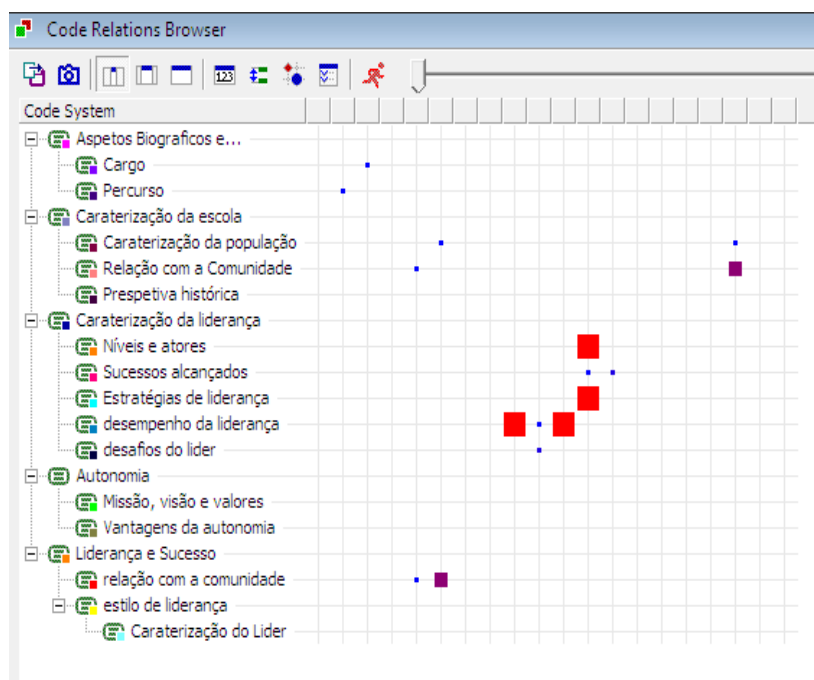 Code Relations Browser
123
Code System
Aspetos Biograficos e...
Cargo
Percurso
Caraterização da escola
Caraterização da população
Relação com a Comunidade
Prespetiva histórica
Caraterização da liderança
Níveis e atores
Sucessos alcançados
Estratégias de liderança
desempenho da liderança
desafios do lider
Autonomia
Missão, visão e valores
Vantagens da autonomia
Liderança e Sucesso
relação com a comunidade
estilo de liderança
Caraterização do Lider